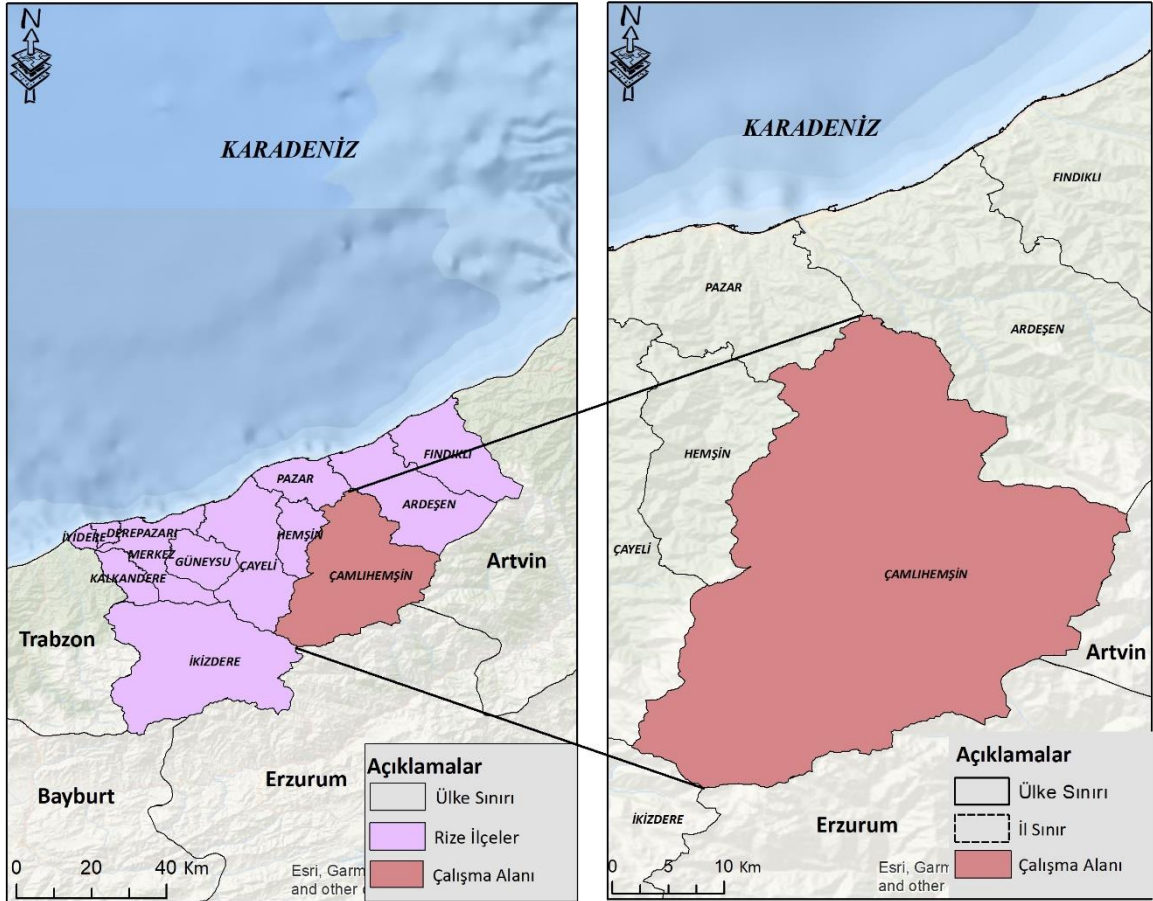 N
KARADENİZ
FINDIKLI
PAZAR
ARDEŞEN
İYİDERE
DEREPAZARI
HEMŞİN
MERKEZ
GÜNEYSU
ÇAYELİ
KALKANDERE
ÇAMLIHEMŞİN
Artvin
Trabzon
İKİZDERE
Erzurum
Bayburt
Açıklamalar
Ülke Sınırı
Rize İlçeler
Çalışma Alanı
0 20 40 Km
Esri, Garm
and other
N
KARADENİZ
FINDIKLI
PAZAR
ARDEŞEN
HEMŞİN
ÇAYELİ
ÇAMLIHEMŞİN
Artvin
İKİZDERE
Erzurum
Açıklamalar
Ülke Sınırı
İl Sınır
Çalışma Alanı
0 5 10 Km
Esri, Garm
and other